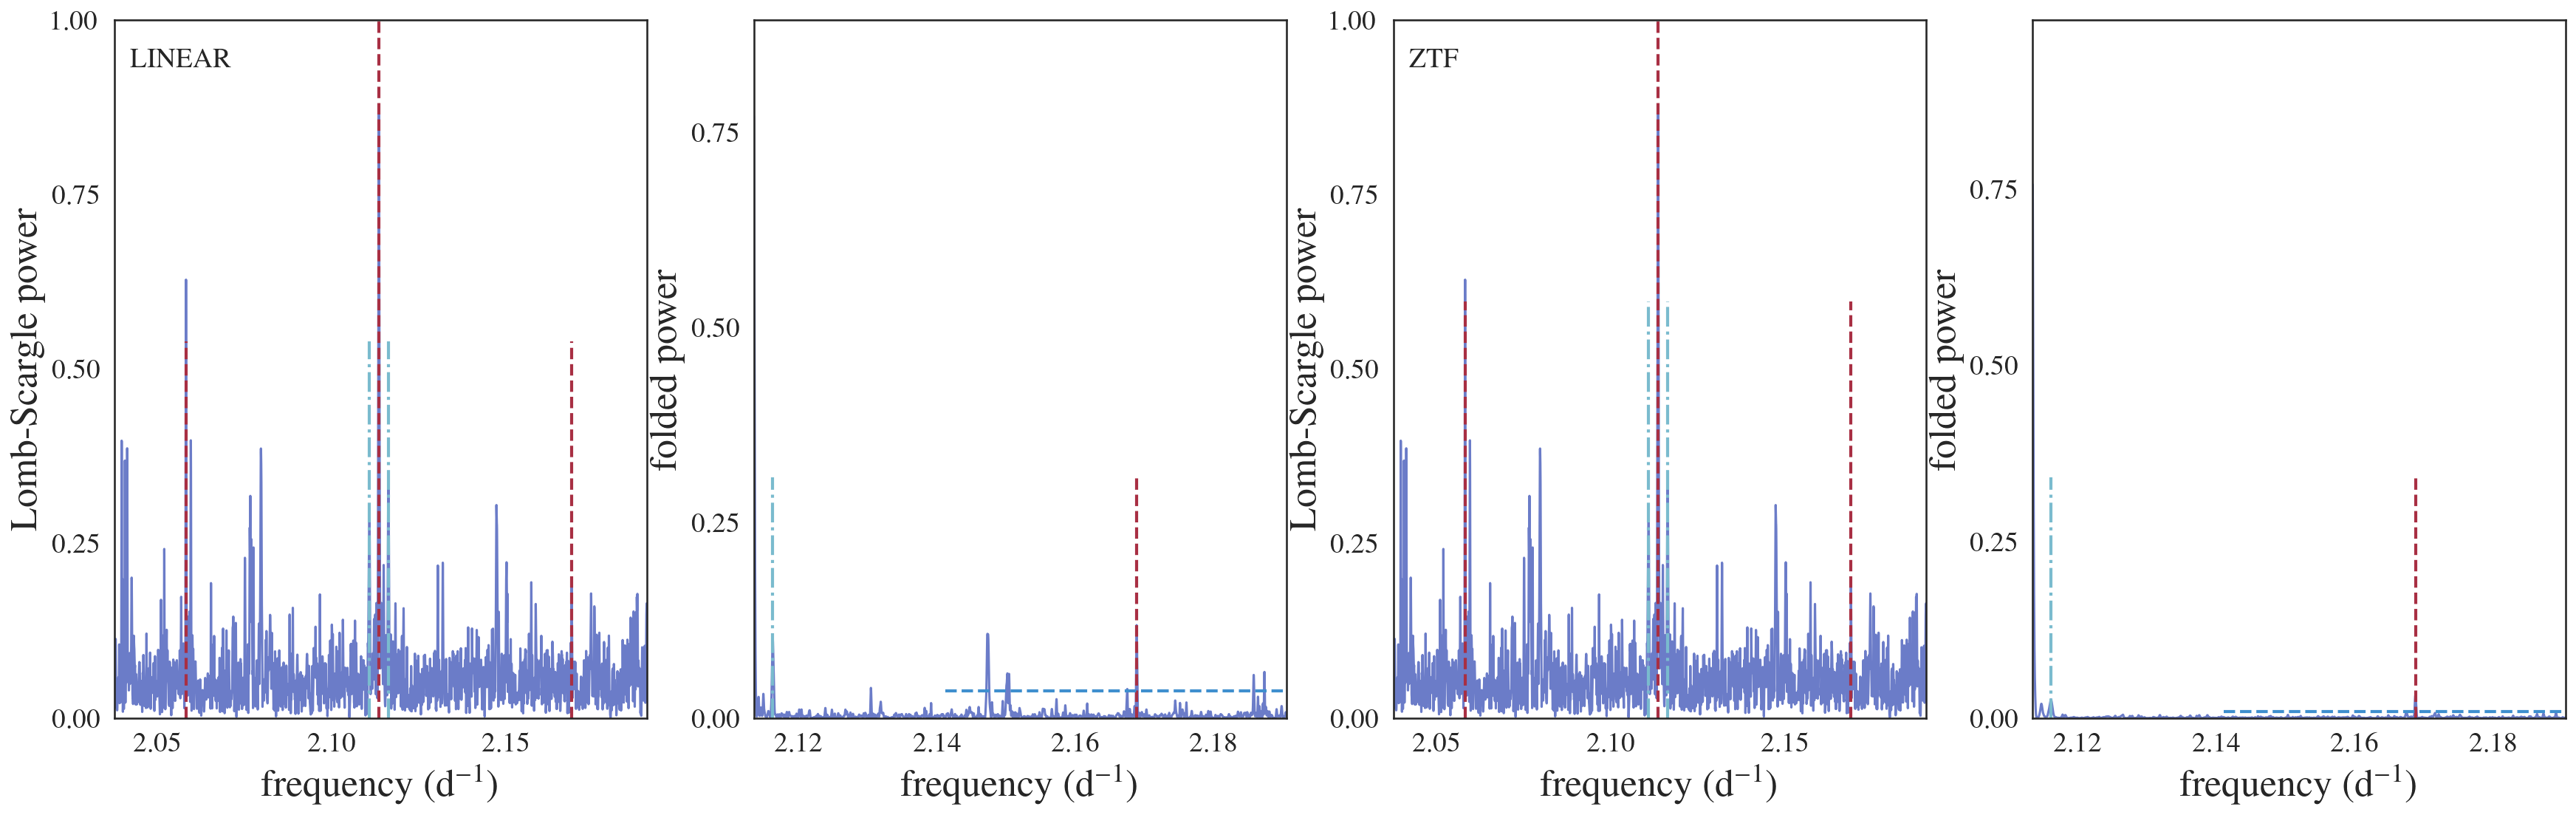 LINEAR
Lomb-Scargle power
1.00
0.75
0.50
0.25
0.00
2.05 2.10 2.15
frequency (d⁻¹)
folded power
0.75
0.50
0.25
0.00
2.12 2.14 2.16 2.18
frequency (d⁻¹)
ZTF
Lomb-Scargle power
1.00
0.75
0.50
0.25
0.00
2.05 2.10 2.15
frequency (d⁻¹)
folded power
0.75
0.50
0.25
0.00
2.12 2.14 2.16 2.18
frequency (d⁻¹)